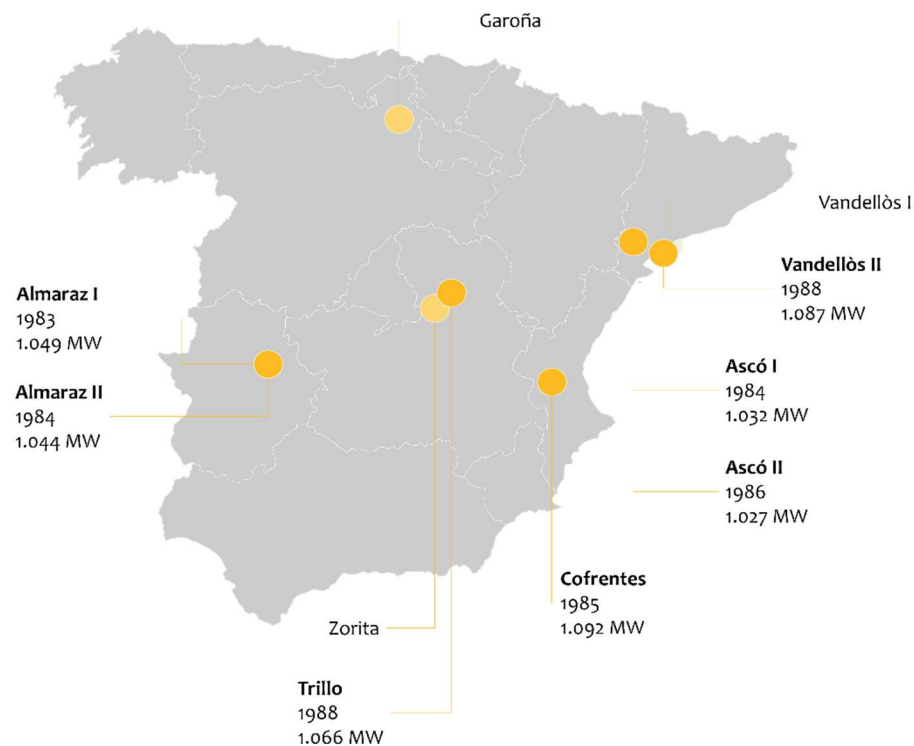 Garoña
Vandellòs I
Vandellòs II
1988
1.087 MW
Almaraz I
1983
1.049 MW
Almaraz II
1984
1.044 MW
Ascó I
1984
1.032 MW
Ascó II
1986
1.027 MW
Cofrentes
1985
1.092 MW
Zorita
Trillo
1988
1.066 MW